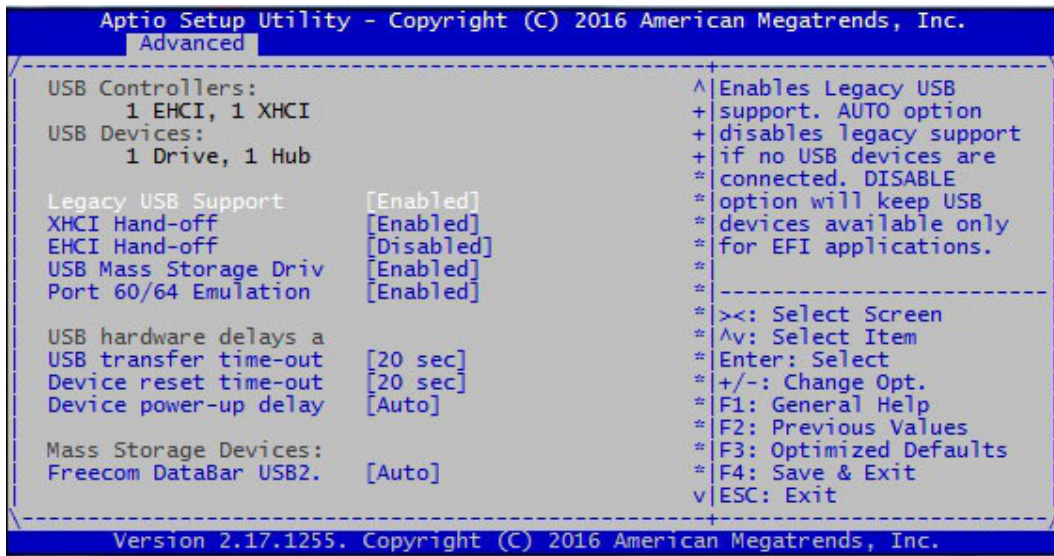 Aptio Setup Utility - Copyright (C) 2016 American Megatrends, Inc.
Advanced
/----------------------------------------------------+------------------------\
USB Controllers:
1 EHCI, 1 XHCI
USB Devices:
1 Drive, 1 Hub
Legacy USB Support [Enabled]
XHCI Hand-off [Enabled]
EHCI Hand-off [Disabled]
USB Mass Storage Driv [Enabled]
Port 60/64 Emulation [Enabled]
USB hardware delays a
USB transfer time-out [20 sec]
Device reset time-out [20 sec]
Device power-up delay [Auto]
Mass Storage Devices:
Freecom DataBar USB2. [Auto]
^|Enables Legacy USB
+|support. AUTO option
+|disables legacy support
+|if no USB devices are
*|connected. DISABLE
*|option will keep USB
*|devices available only
*|for EFI applications.
*|
*|------------------------
*|><: Select Screen
*|^v: Select Item
*|Enter: Select
*|+/-: Change Opt.
*|F1: General Help
*|F2: Previous Values
*|F3: Optimized Defaults
*|F4: Save & Exit
v|ESC: Exit
\----------------------------------------------------+------------------------/
Version 2.17.1255. Copyright (C) 2016 American Megatrends, Inc.